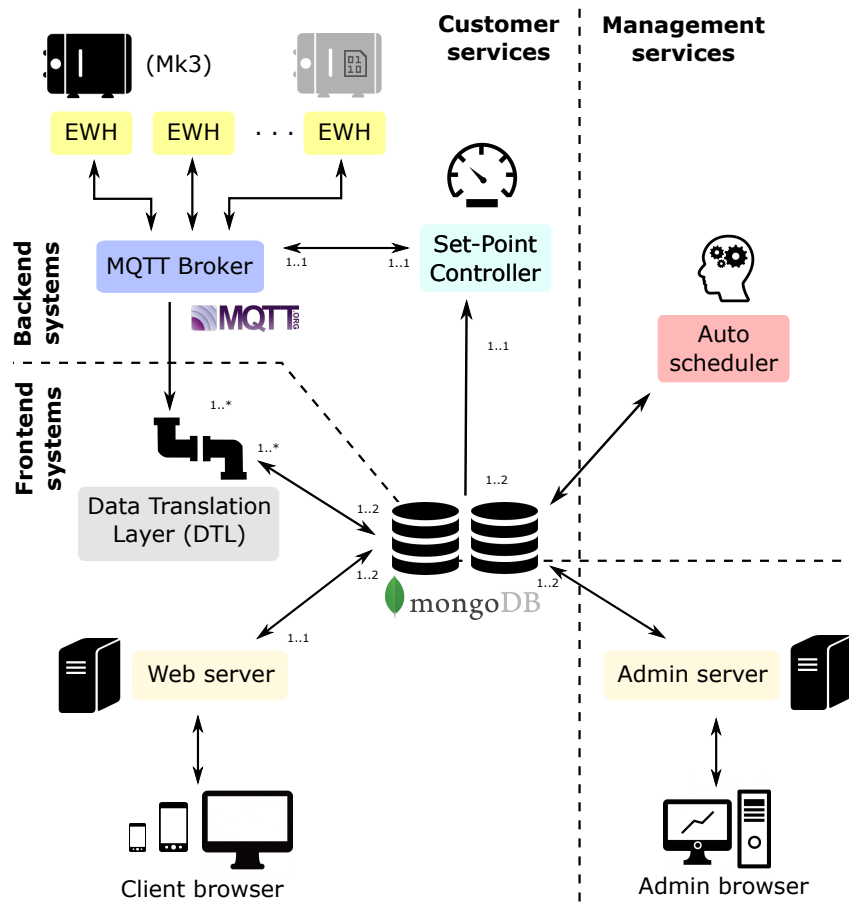 Customer
services
Management
services
(Mk3)
01
10
EWH
EWH
. . .
EWH
Backend
systems
MQTT Broker
1..1
1..1
Set-Point
Controller
MQTT
.ORG
1..1
Auto
scheduler
Frontend
systems
1..*
1..*
1..2
Data Translation
Layer (DTL)
1..2
1..2
1..2
mongoDB
1..1
Web server
Admin server
Client browser
Admin browser